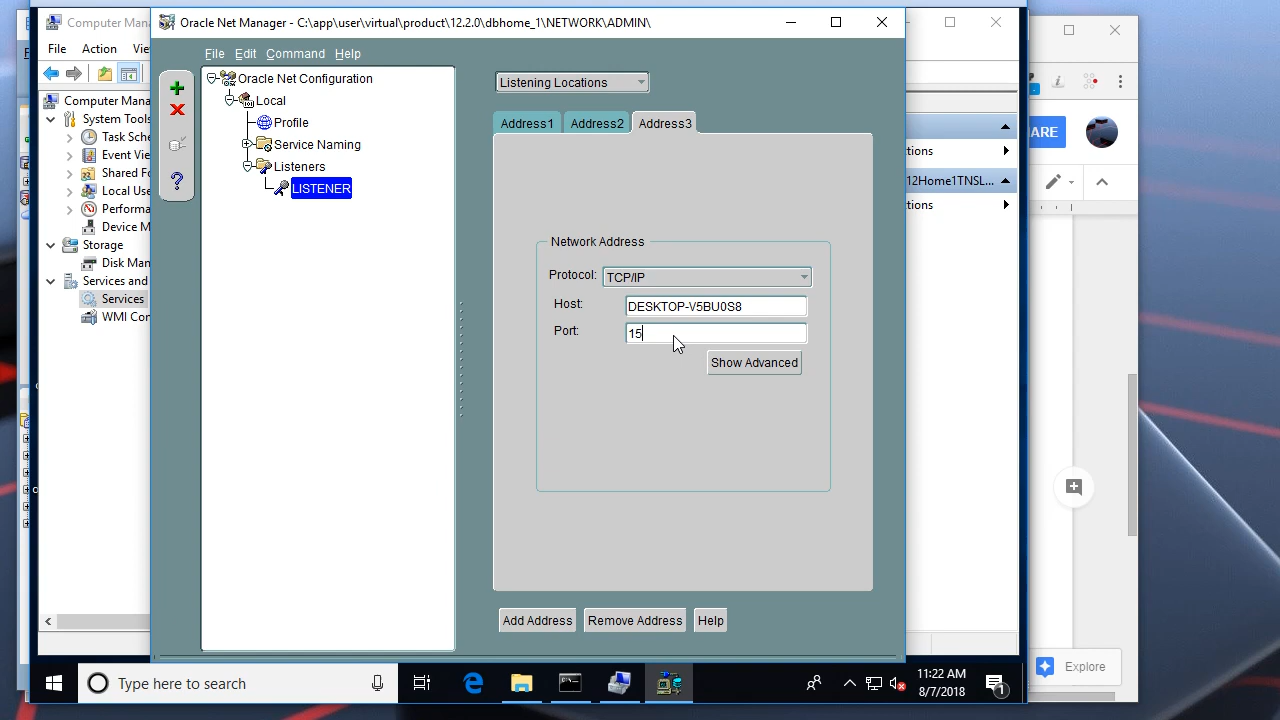 Computer Mana
File Action Vi
Computer Mana
System Tools
Task Sche
Event Vie
Shared Fo
Local Use
Performa
Device M
Storage
Disk Man
Services and
Services
WMI Con
Oracle Net Manager - C:\app\user\virtual\product\12.2.0\dbhome_1\NETWORK\ADMIN\
File Edit Command Help
Oracle Net Configuration
Local
Profile
Service Naming
Listeners
LISTENER
Listening Locations
Address1 Address2 Address3
Network Address
Protocol: TCP/IP
Host: DESKTOP-V5BU0S8
Port: 15
Show Advanced
Add Address Remove Address Help
ctions
12Home1TNSL...
ctions
ARE
Explore
Type here to search
11:22 AM
8/7/2018
1